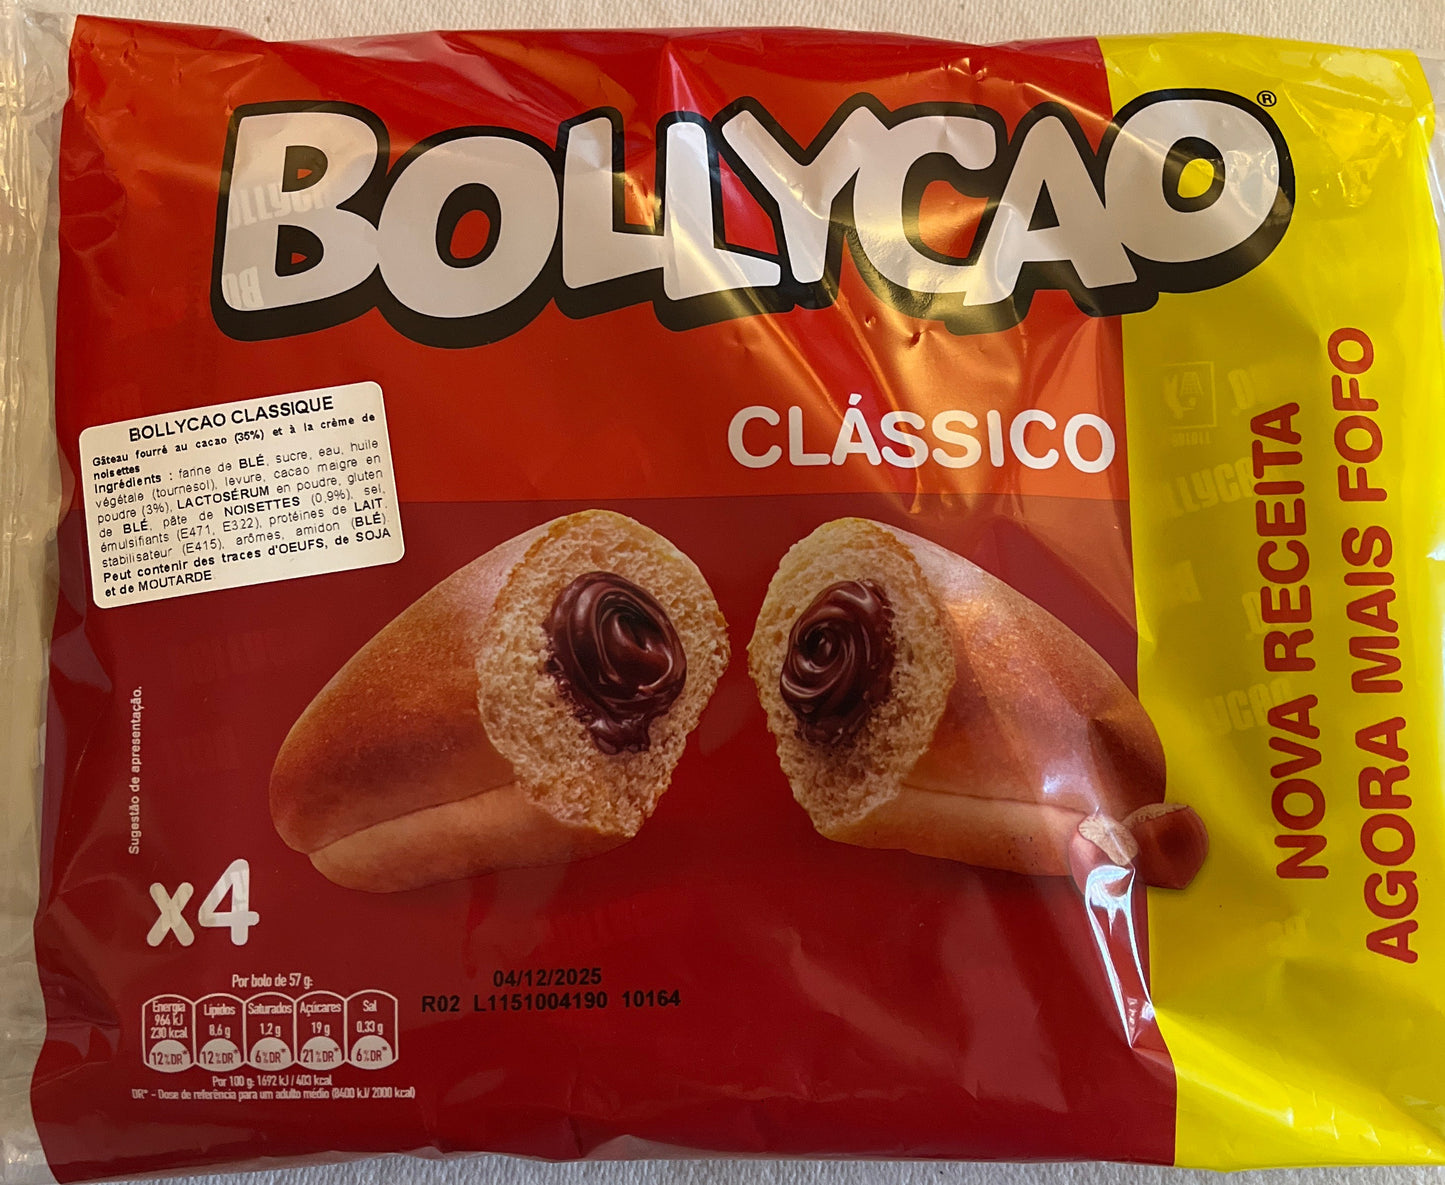 BOLLYCAO®
CLÁSSICO
BOLLYCAO CLASSIQUE
Gâteau fourré au cacao (35%) et à la crème de
noisettes
Ingrédients : farine de BLÉ, sucre, eau, huile
végétale (tournesol), levure, cacao maigre en
poudre (3%), LACTOSÉRUM en poudre, gluten
de BLÉ, pâte de NOISETTES (0,9%), sel,
émulsifiants (E471, E322), protéines de LAIT,
stabilisateur (E415), arômes, amidon (BLÉ).
Peut contenir des traces d'OEUFS, de SOJA
et de MOUTARDE
NOVA RECEITA
AGORA MAIS FOFO
Sugestão de apresentação.
x4
Por bolo de 57 g:
Energia Lípidos Saturados Açúcares Sal
964 kJ
230 kcal 8.6 g 1.2 g 19 g 0.33 g
12%DR* 12%DR* 6%DR* 21%DR* 6%DR*
Por 100 g: 1692 kJ / 403 kcal
DR* - Dose de referência para um adulto médio (8400 kJ/ 2000 kcal)
04/12/2025
R02 L1151004190 10164